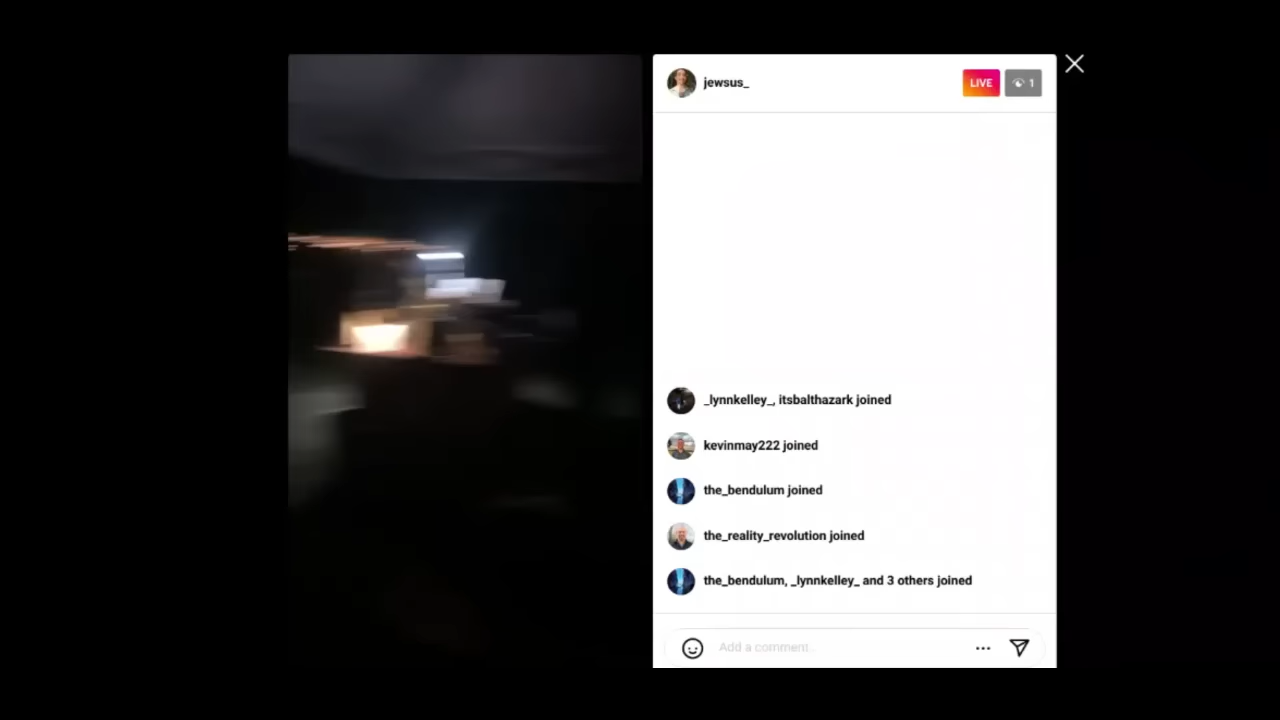 jewsus_
LIVE
1
_lynnkelley_, itsbalthazark joined
kevinmay222 joined
the_bendulum joined
the_reality_revolution joined
the_bendulum, _lynnkelley_ and 3 others joined
Add a comment..